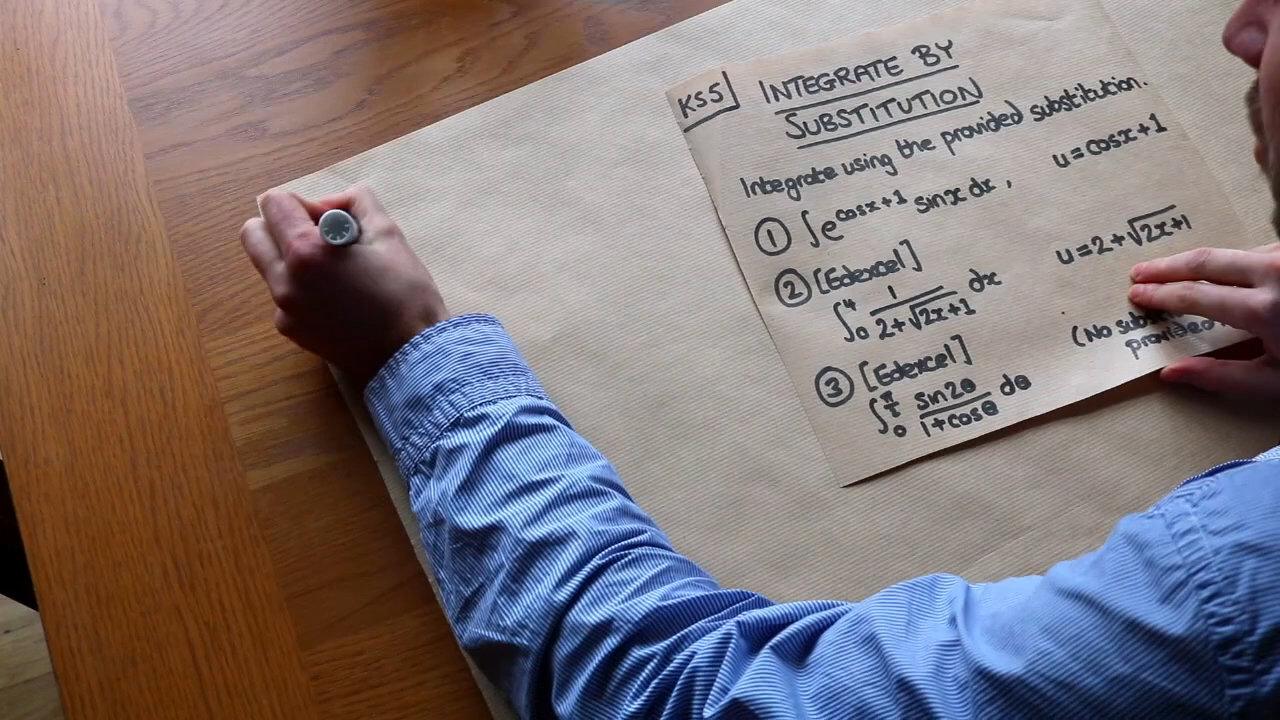 KS5
INTEGRATE BY
SUBSTITUTION
Integrate using the provided substitution.
① ∫e^(cosx+1) sinx dx, u=cosx+1
② [Edexcel]
∫₀⁴ 1/(2+√(2x+1)) dx u=2+√(2x+1)
③ [Edexcel] (No
∫₀^(π/2) sin2θ/(1+cosθ) dθ provided